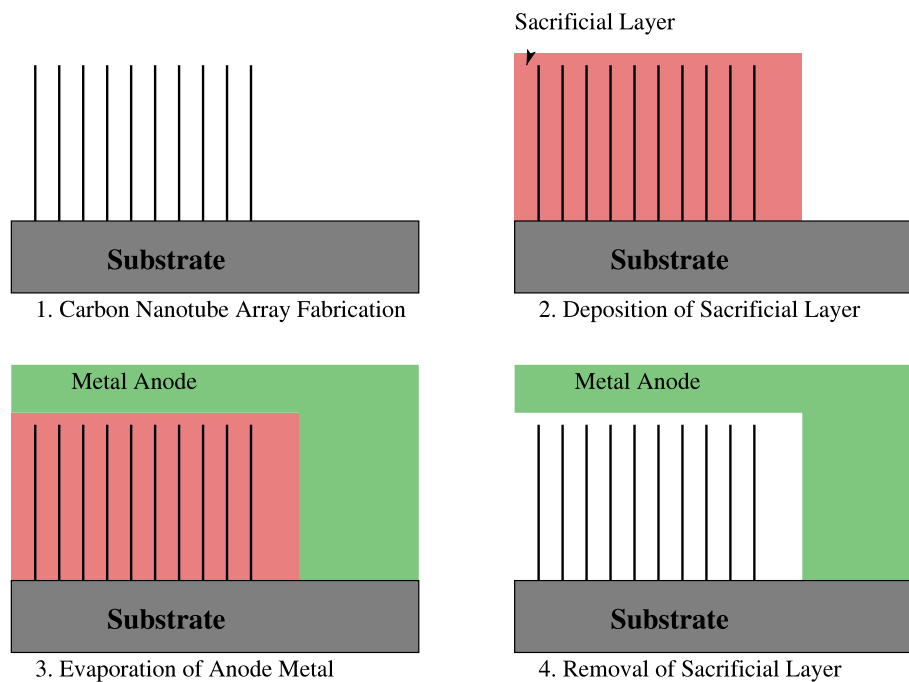 Sacrificial Layer
Substrate
Substrate
1. Carbon Nanotube Array Fabrication
2. Deposition of Sacrificial Layer
Metal Anode
Metal Anode
Substrate
Substrate
3. Evaporation of Anode Metal
4. Removal of Sacrificial Layer